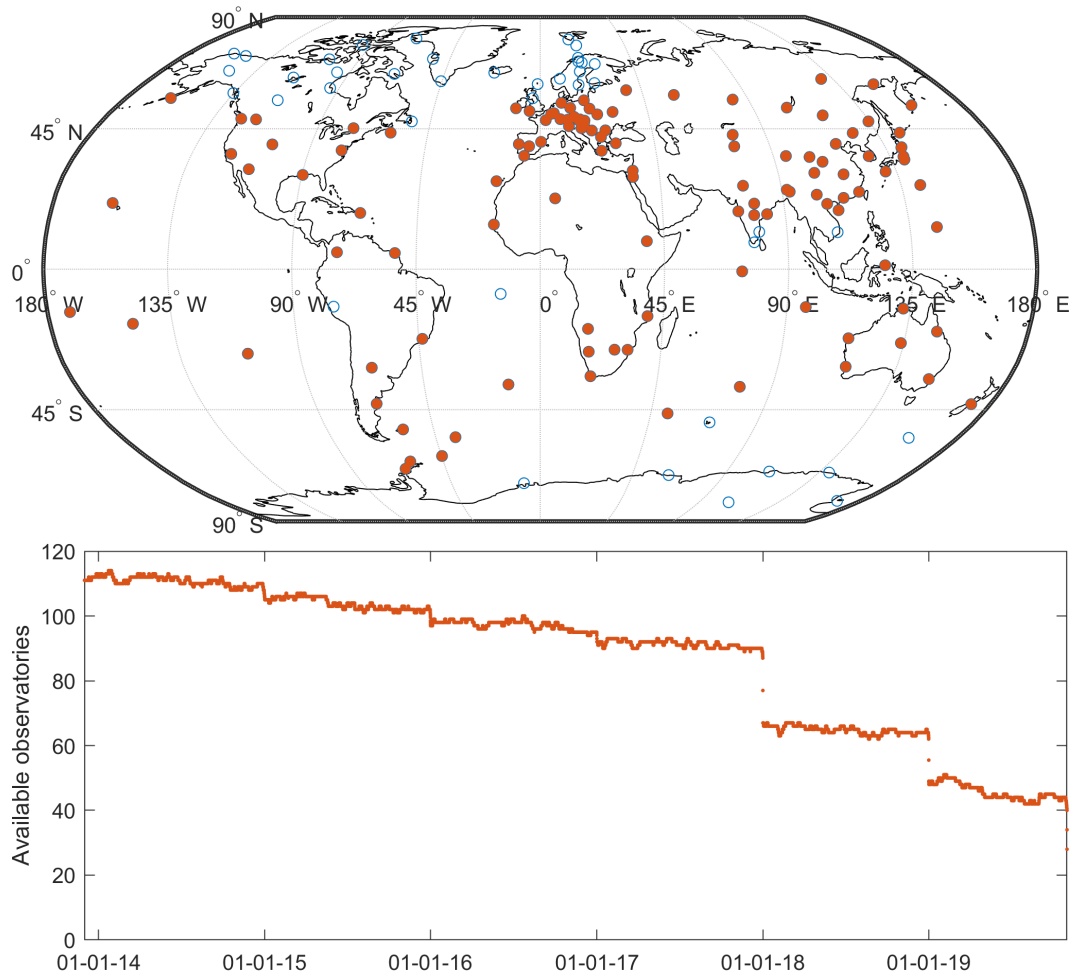 90° N
45° N
0°
180° W 135° W 90° W 45° W 0° E 45° E 90° E 135° E 180° E
45° S
90° S
120
100
80
60
40
20
0
Available observatories
01-01-14 01-01-15 01-01-16 01-01-17 01-01-18 01-01-19